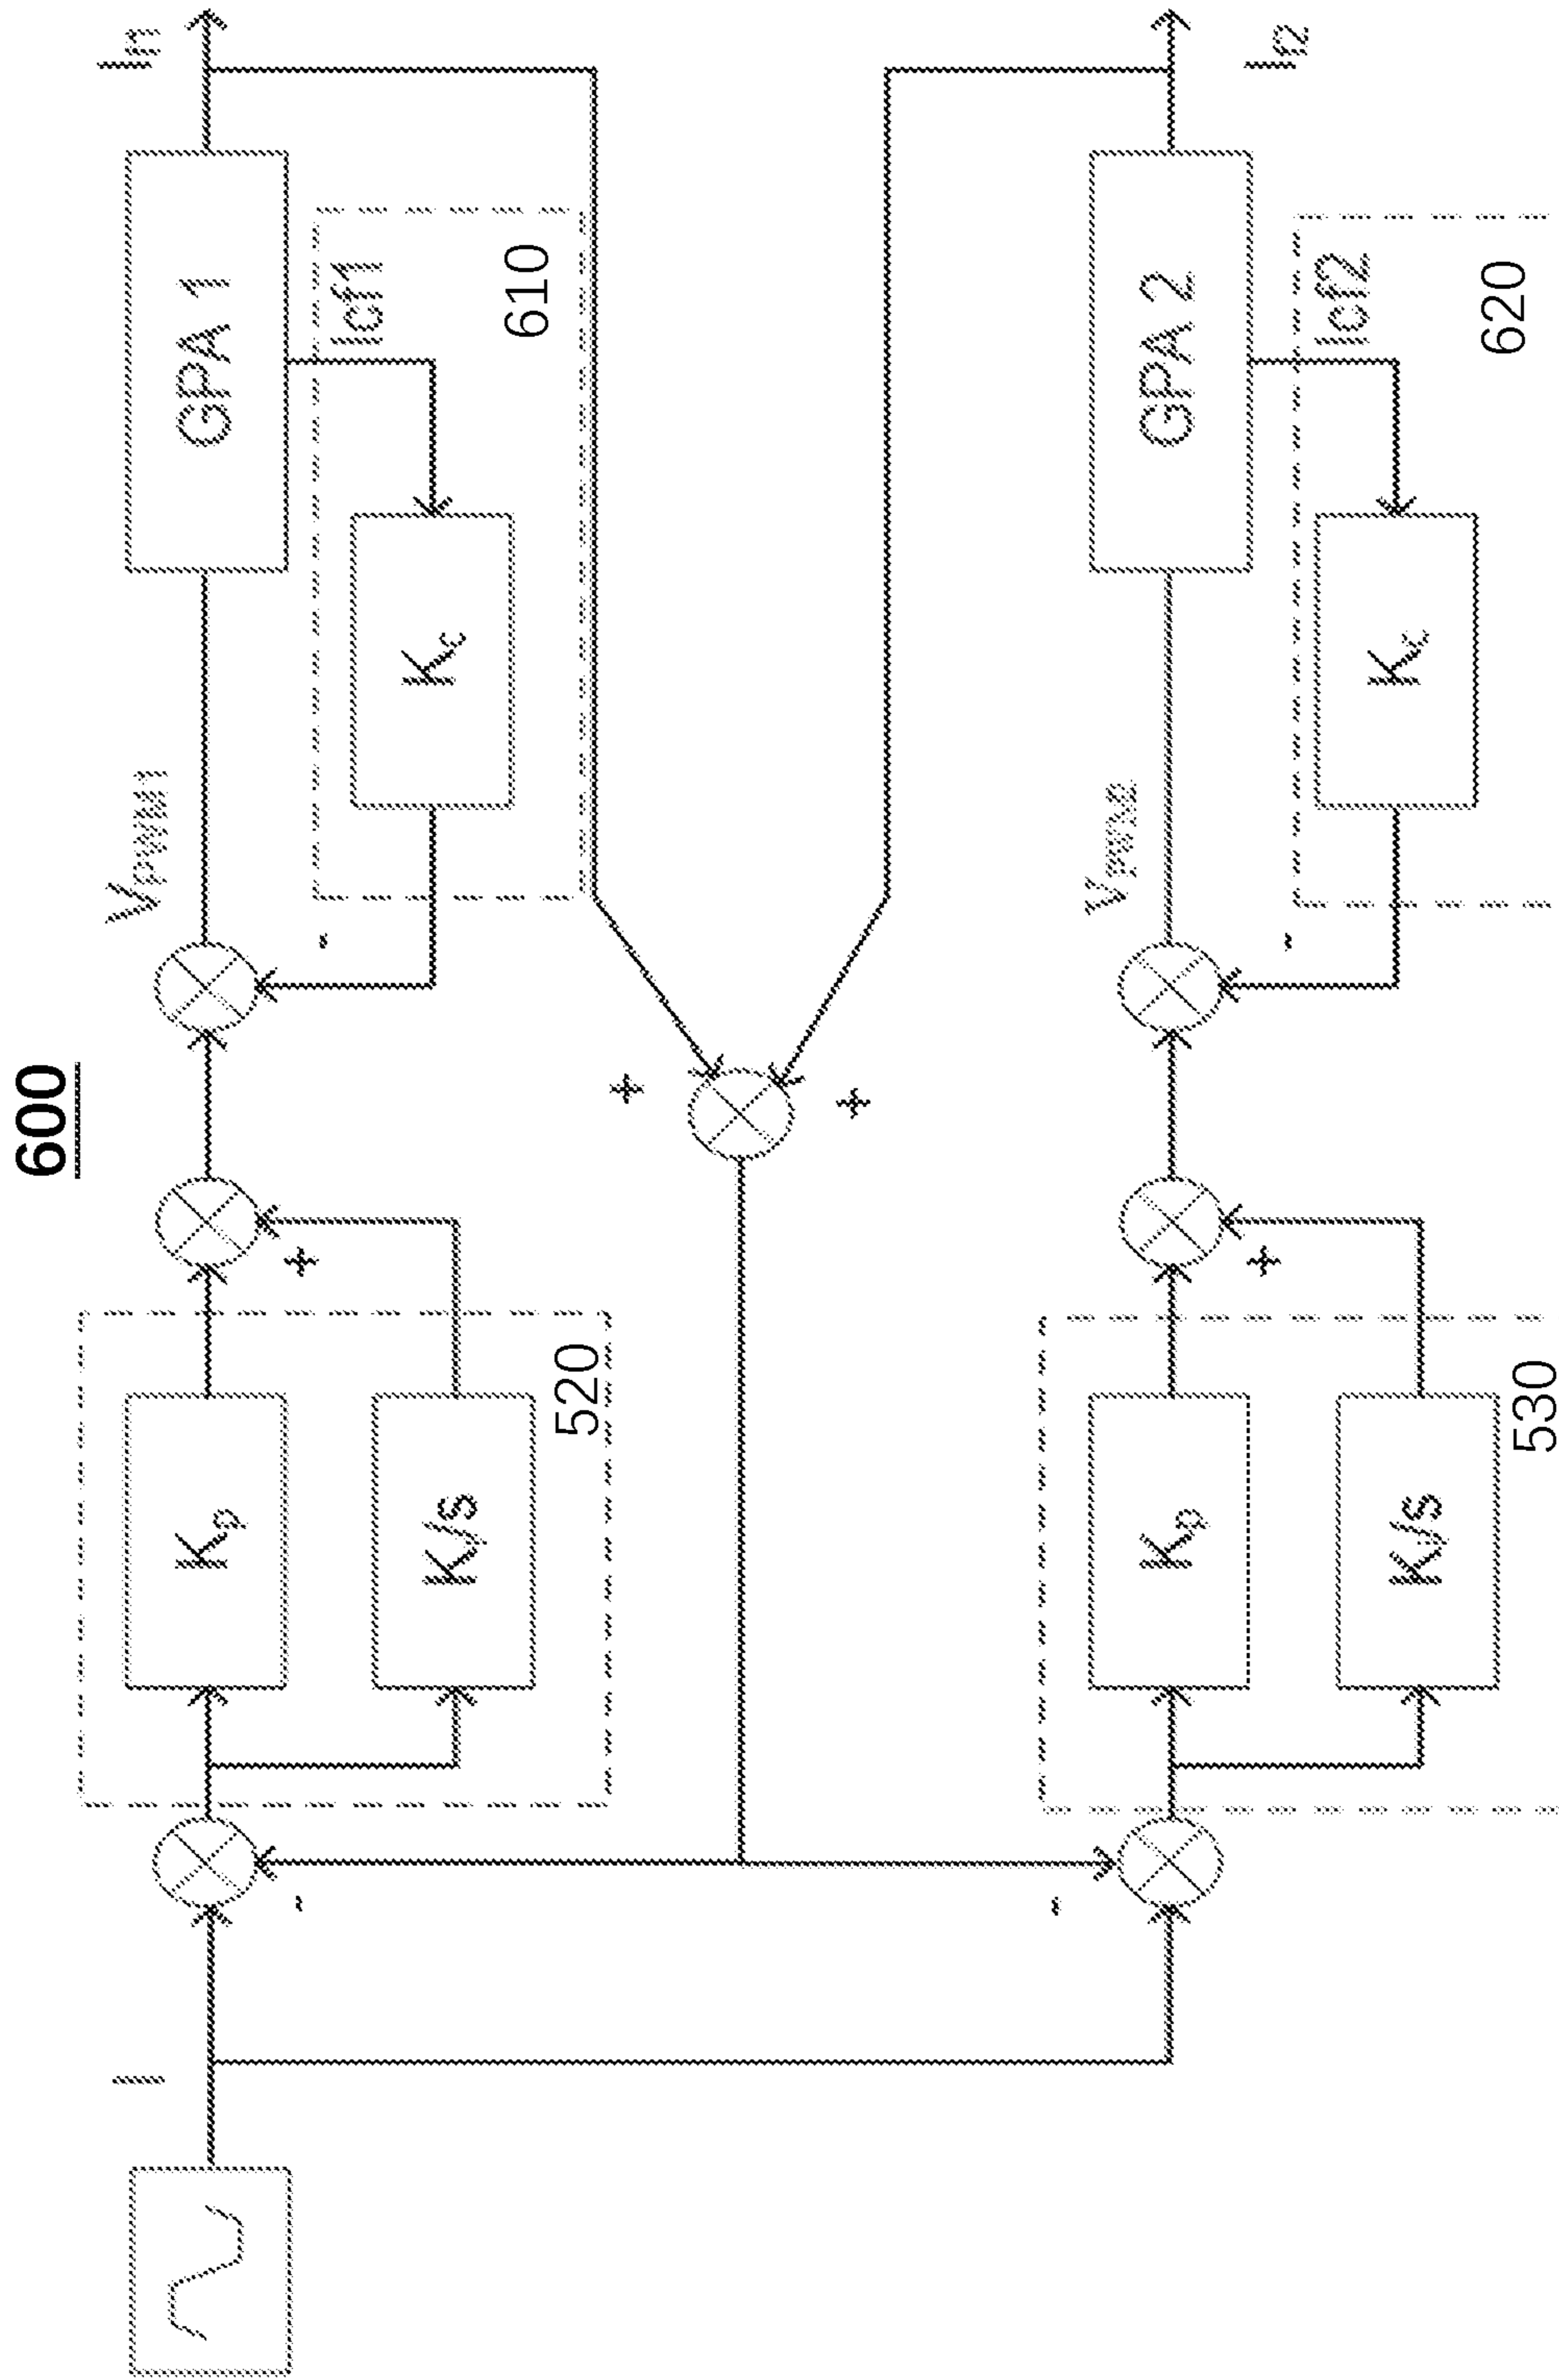 600
I
Kp
Ki/s
520
+
-
VPWM1
GPA 1
If1
Kc
Icf1
610
-
+
+
-
Kp
Ki/s
530
+
VPWM2
GPA 2
If2
Kc
Icf2
620
-